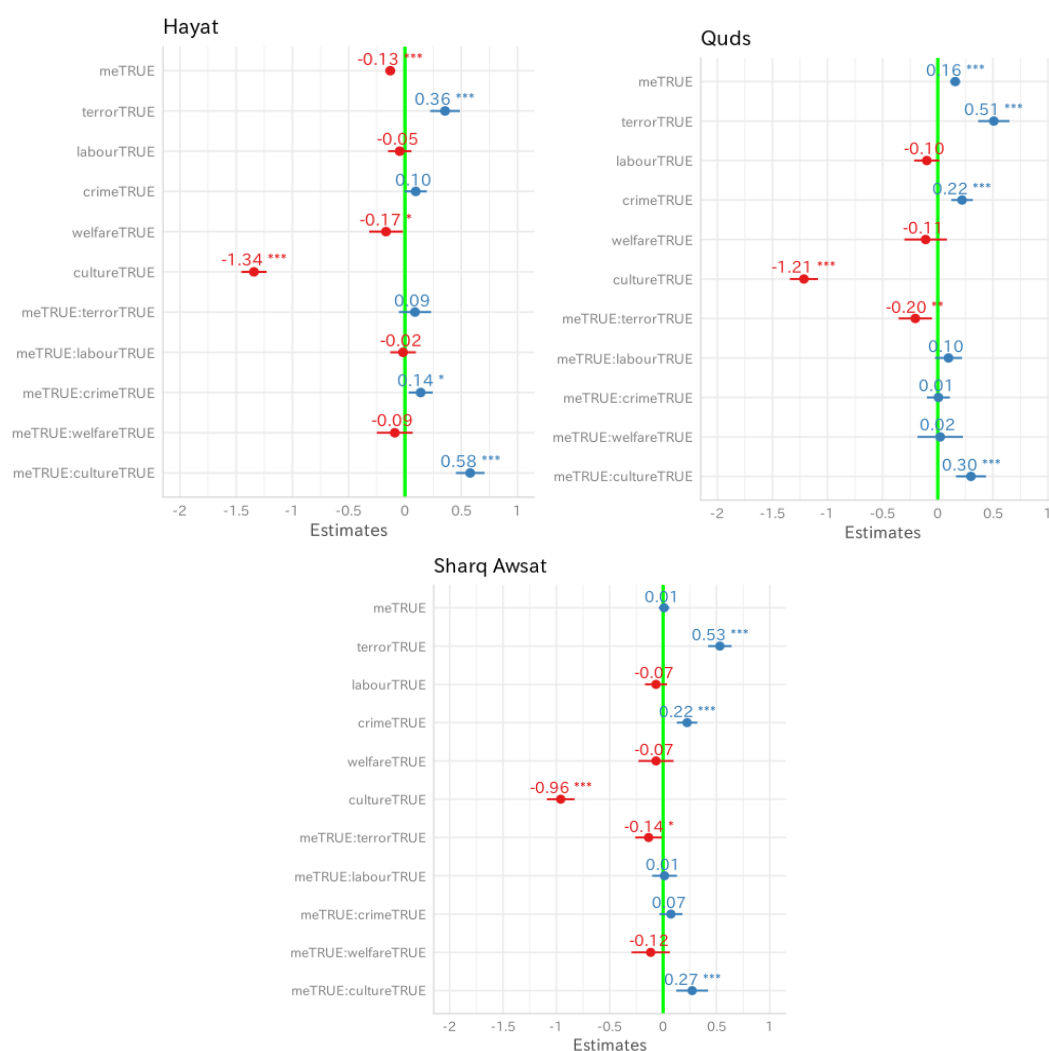 Hayat
meTRUE -0.13 ***
terrorTRUE 0.36 ***
labourTRUE -0.05
crimeTRUE 0.10
welfareTRUE -0.17 *
cultureTRUE -1.34 ***
meTRUE:terrorTRUE 0.09
meTRUE:labourTRUE -0.02
meTRUE:crimeTRUE 0.14 *
meTRUE:welfareTRUE -0.09
meTRUE:cultureTRUE 0.58 ***
-2 -1.5 -1 -0.5 0 0.5 1
Estimates
Quds
meTRUE 0.16 ***
terrorTRUE 0.51 ***
labourTRUE -0.10
crimeTRUE 0.22 ***
welfareTRUE -0.11
cultureTRUE -1.21 ***
meTRUE:terrorTRUE -0.20 **
meTRUE:labourTRUE 0.10
meTRUE:crimeTRUE 0.01
meTRUE:welfareTRUE 0.02
meTRUE:cultureTRUE 0.30 ***
-2 -1.5 -1 -0.5 0 0.5 1
Estimates
Sharq Awsat
meTRUE 0.01
terrorTRUE 0.53 ***
labourTRUE -0.07
crimeTRUE 0.22 ***
welfareTRUE -0.07
cultureTRUE -0.96 ***
meTRUE:terrorTRUE -0.14 *
meTRUE:labourTRUE 0.01
meTRUE:crimeTRUE 0.07
meTRUE:welfareTRUE -0.12
meTRUE:cultureTRUE 0.27 ***
-2 -1.5 -1 -0.5 0 0.5 1
Estimates